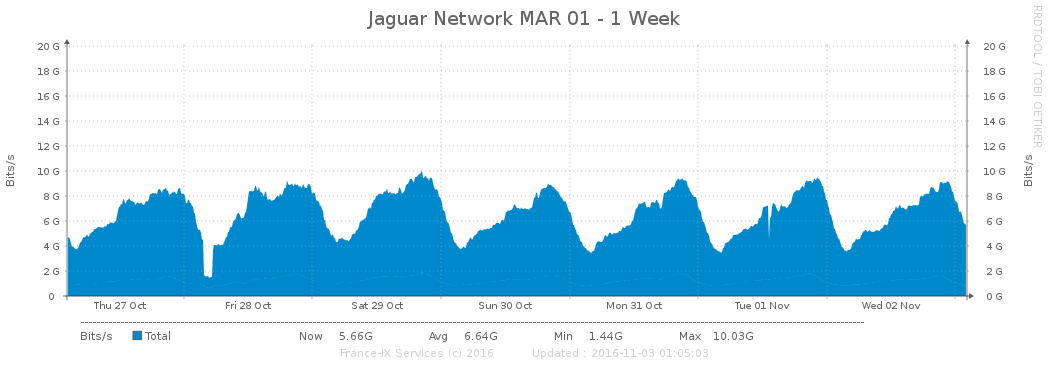 Jaguar Network MAR 01 - 1 Week
RRDTOOL / TOBI OETIKER
20 G 20 G
18 G 18 G
16 G 16 G
14 G 14 G
12 G 12 G
10 G 10 G
8 G 8 G
6 G 6 G
4 G 4 G
2 G 2 G
0 0 G
Bits/s
Bits/s
Thu 27 Oct Fri 28 Oct Sat 29 Oct Sun 30 Oct Mon 31 Oct Tue 01 Nov Wed 02 Nov
Bits/s Total Now 5.66G Avg 6.64G Min 1.44G Max 10.03G
France-IX Services (c) 2016 Updated : 2016-11-03 01:05:03